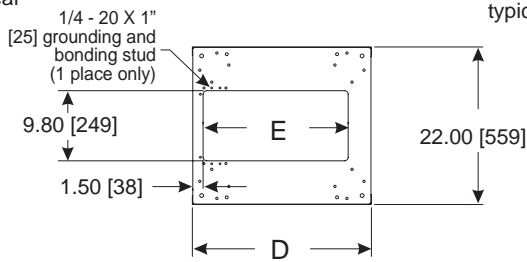 1/4 - 20 X 1”
[25] grounding and
bonding stud
(1 place only)
9.80 [249]
E
22.00 [559]
1.50 [38]
D